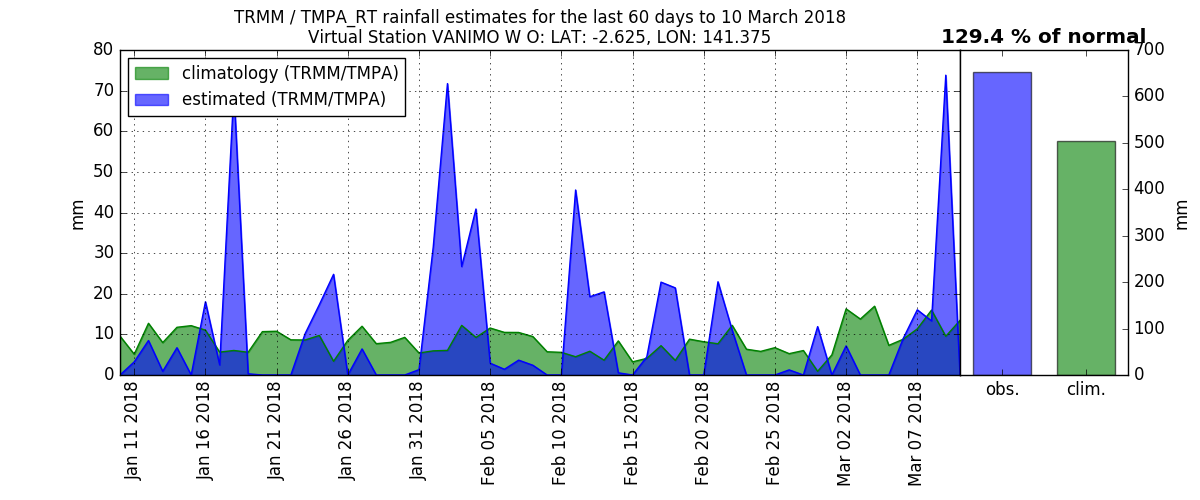 TRMM / TMPA_RT rainfall estimates for the last 60 days to 10 March 2018
Virtual Station VANIMO W O: LAT: -2.625, LON: 141.375
129.4 % of normal
climatology (TRMM/TMPA)
estimated (TRMM/TMPA)
80
70
60
50
40
30
20
10
0
mm
Jan 11 2018
Jan 16 2018
Jan 21 2018
Jan 26 2018
Jan 31 2018
Feb 05 2018
Feb 10 2018
Feb 15 2018
Feb 20 2018
Feb 25 2018
Mar 02 2018
Mar 07 2018
obs.
clim.
700
600
500
400
300
200
100
0
mm